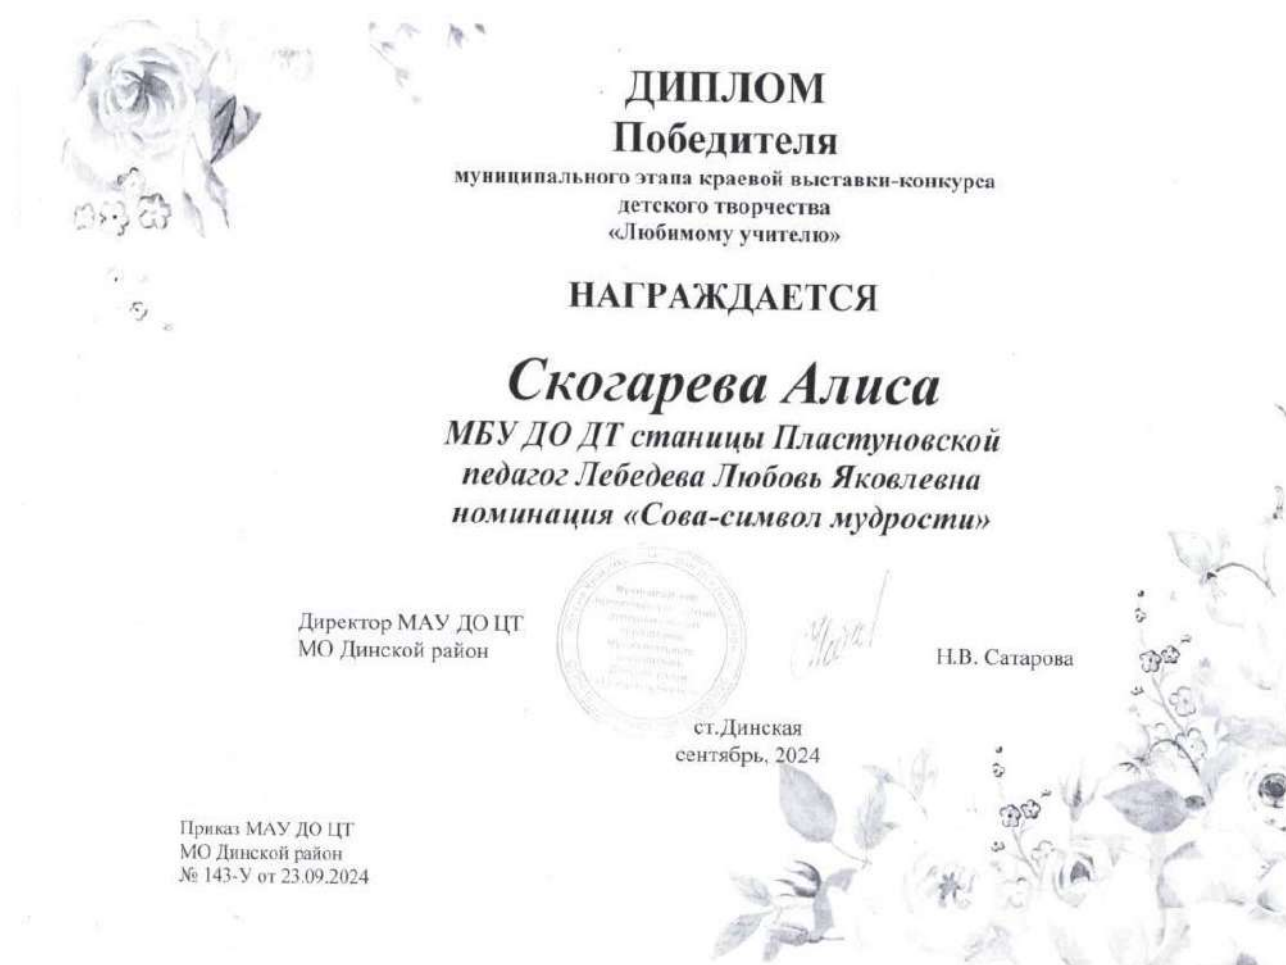 ДИПЛОМ
Победителя
муниципального этапа краевой выставки-конкурса
детского творчества
«Любимому учителю»
НАГРАЖДАЕТСЯ
Скогарева Алиса
МБУ ДО ДТ станицы Пластуновской
педагог Лебедева Любовь Яковлевна
номинация «Сова-символ мудрости»
Директор МАУ ДО ЦТ
МО Динской район
Н.В. Сатарова
ст.Динская
сентябрь, 2024
Приказ МАУ ДО ЦТ
МО Динской район
№ 143-У от 23.09.2024